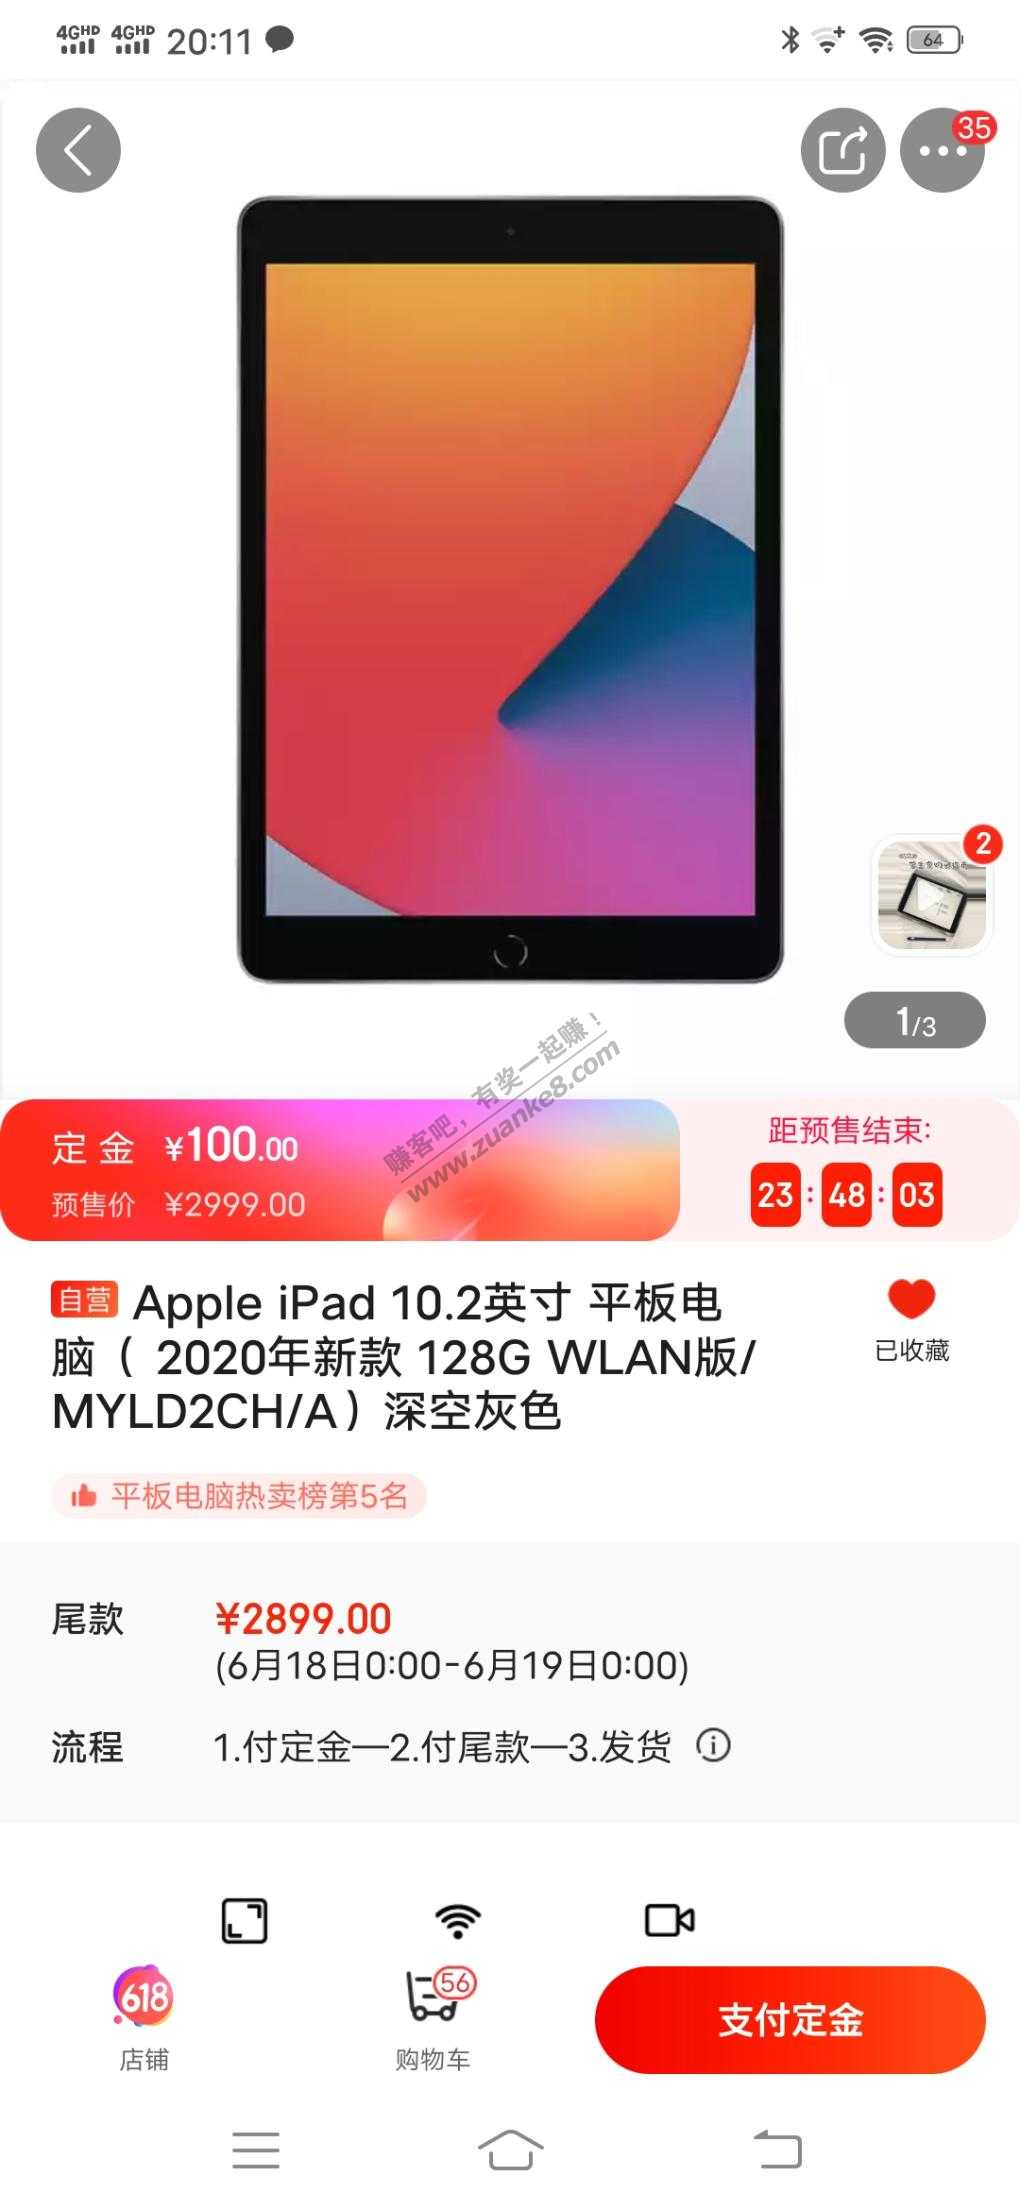 4GHD 4GHD 20:11 64
35
2
1/3
赚客吧，有奖一起赚！
www.zuanke8.com
定 金 ¥100.00
预售价 ¥2999.00
距预售结束:
23 : 48 : 03
自营 Apple iPad 10.2英寸 平板电
脑（ 2020年新款 128G WLAN版/
MYLD2CH/A）深空灰色
已收藏
平板电脑热卖榜第5名
尾款 ¥2899.00
(6月18日0:00-6月19日0:00)
流程 1.付定金—2.付尾款—3.发货
618
店铺
56
购物车
支付定金